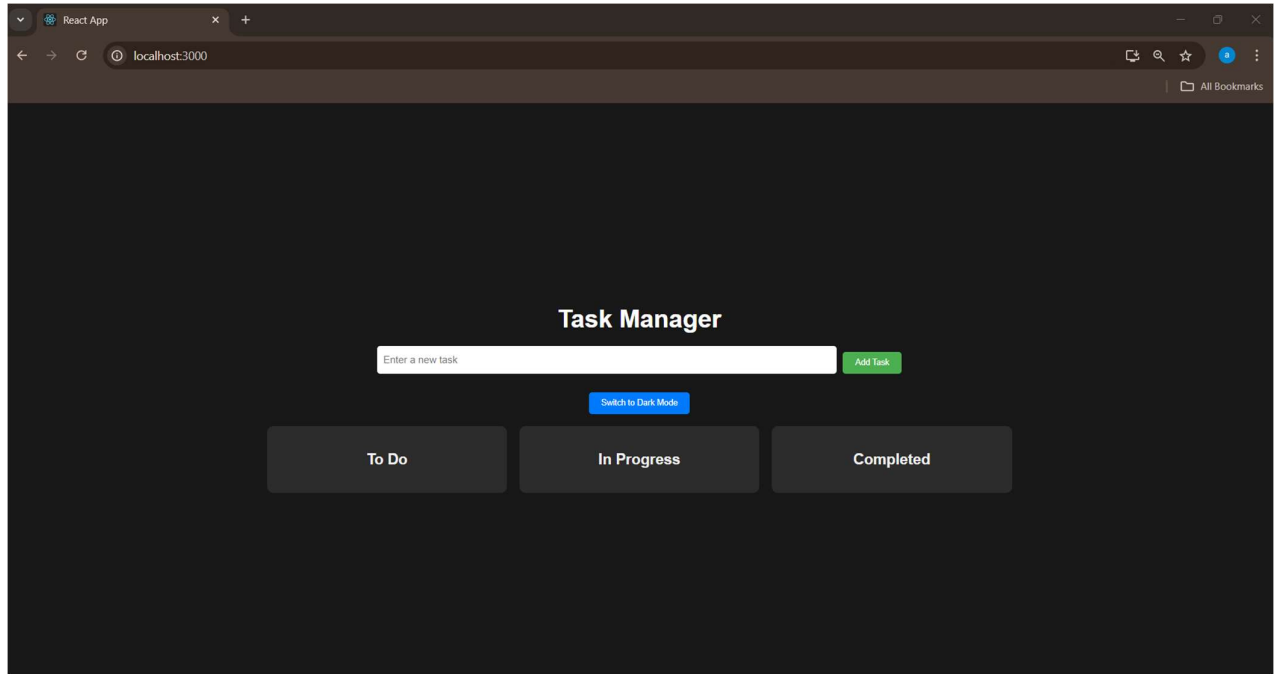 React App
localhost:3000
a
All Bookmarks
Task Manager
Enter a new task
Add Task
Switch to Dark Mode
To Do
In Progress
Completed